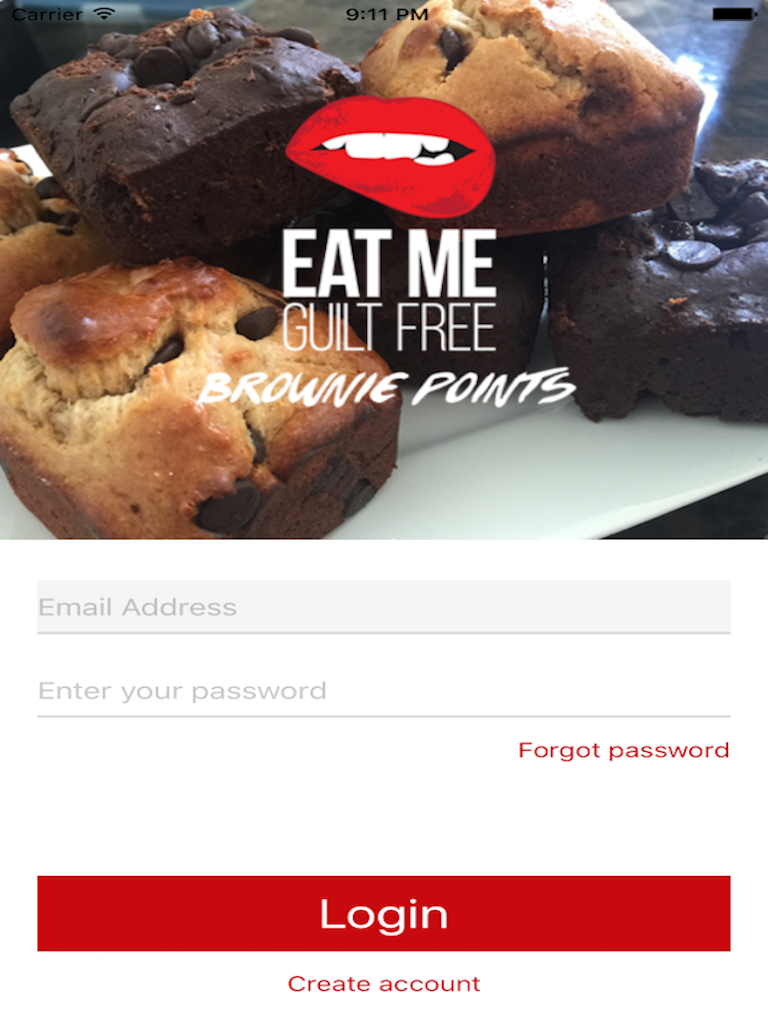 Carrier 9:11 PM
EAT ME
GUILT FREE
BROWNIE POINTS
Email Address
Enter your password
Forgot password
Login
Create account